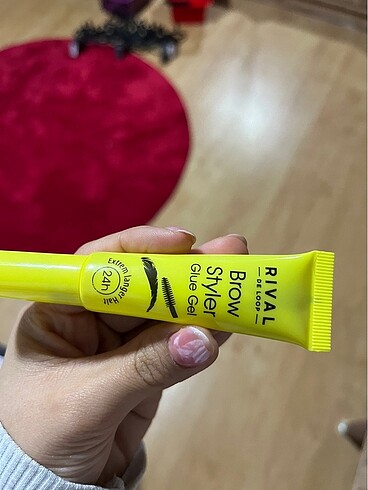 RIVAL
DE LOOP
Brow
Styler
Glue Gel
24h
Extrem langer Halt